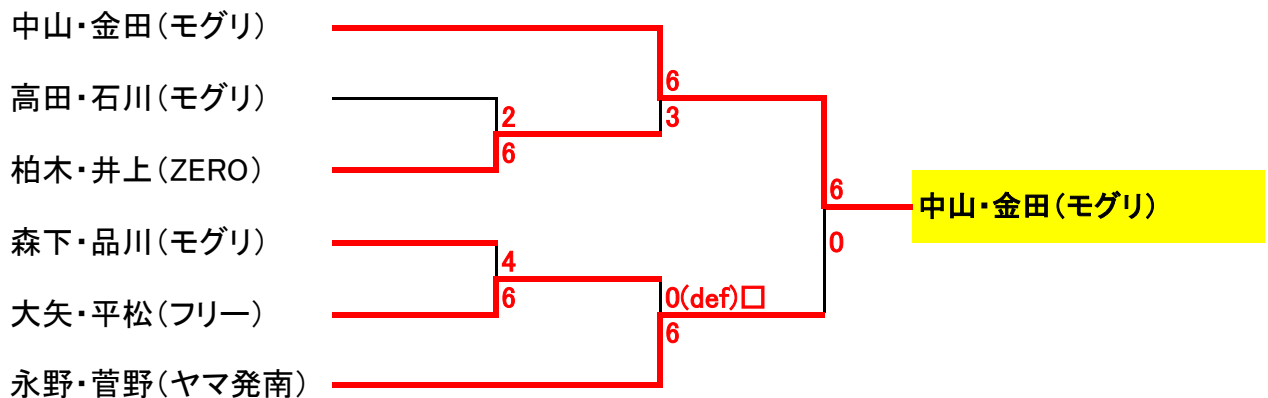 中山・金田(モグリ)
6
高田・石川(モグリ)
2
3
6
柏木・井上(ZERO)
6
中山・金田(モグリ)
森下・品川(モグリ)
0
4
6
0(def)□
大矢・平松(フリー)
6
永野・菅野(ヤマ発南)